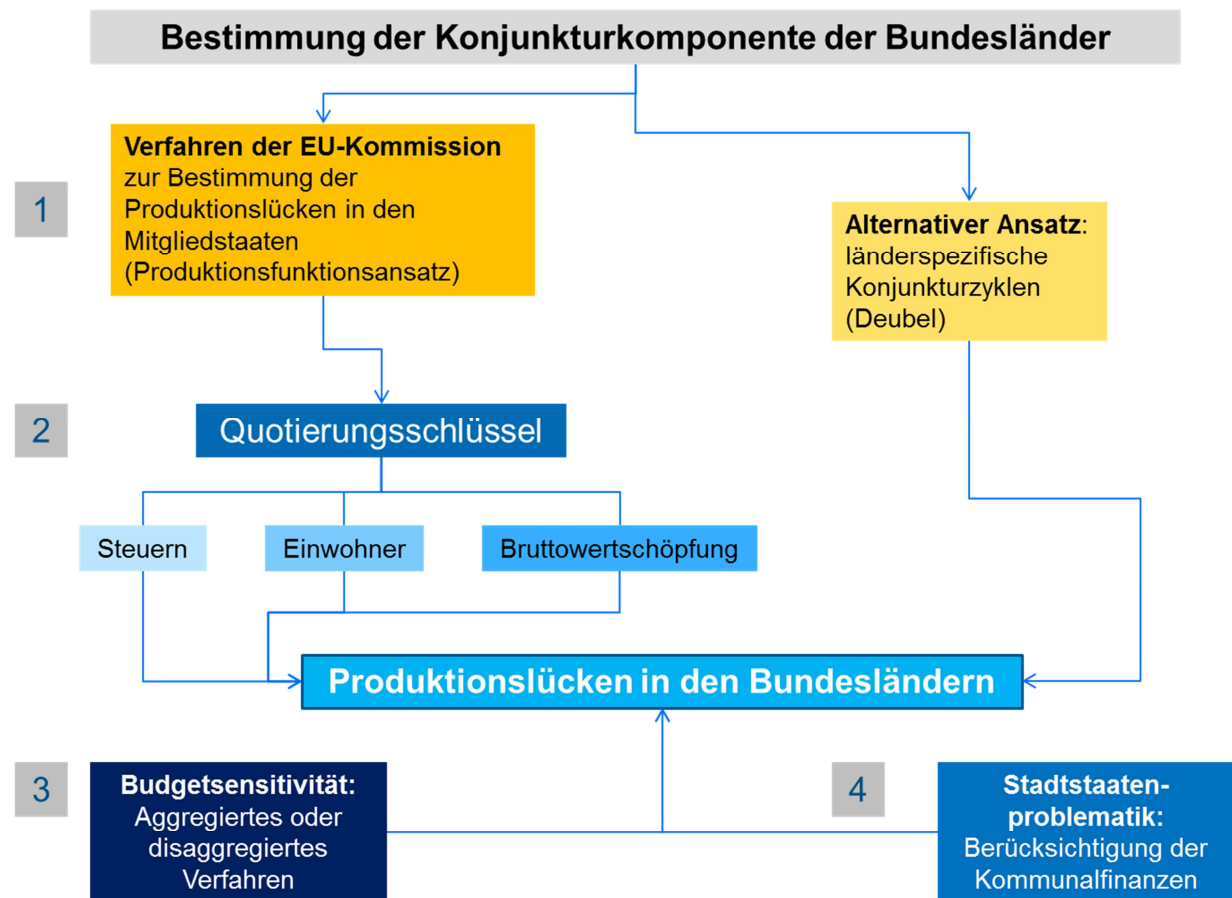 Bestimmung der Konjunkturkomponente der Bundesländer
1
Verfahren der EU-Kommission
zur Bestimmung der
Produktionslücken in den
Mitgliedstaaten
(Produktionsfunktionsansatz)
Alternativer Ansatz:
länderspezifische
Konjunkturzyklen
(Deubel)
2
Quotierungsschlüssel
Steuern
Einwohner
Bruttowertschöpfung
Produktionslücken in den Bundesländern
3
Budgetsensitivität:
Aggregiertes oder
disaggregiertes
Verfahren
4
Stadtstaaten-
problematik:
Berücksichtigung der
Kommunalfinanzen